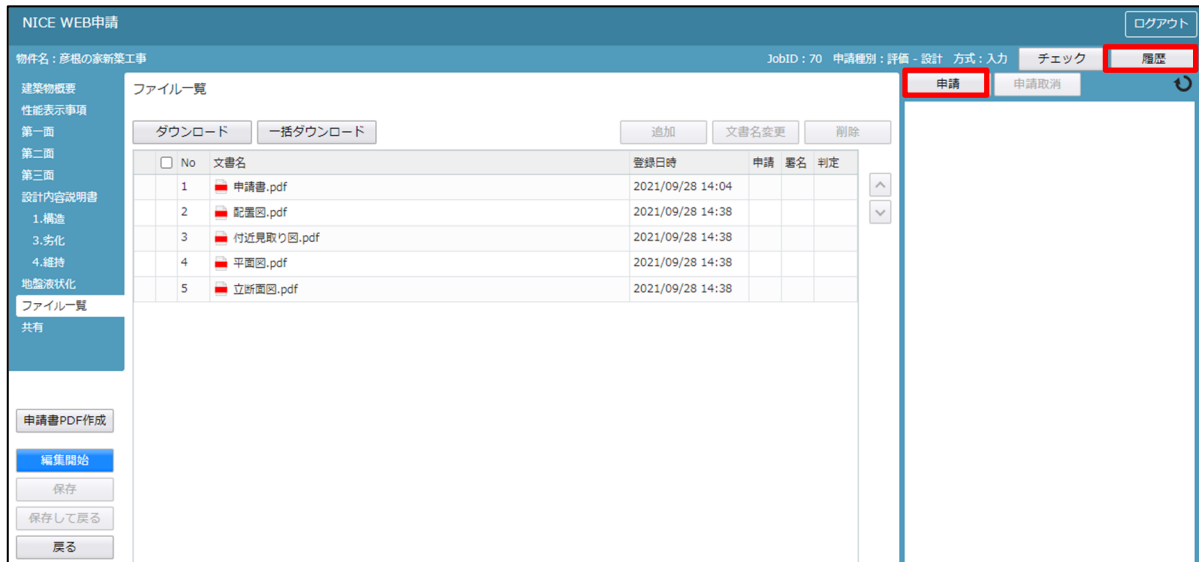 NICE WEB申請
ログアウト
物件名:彦根の家新築工事
JobID:70 申請種別:評価 - 設計 方式:入力
チェック
履歴
建築物概要
性能表示事項
第一面
第二面
第三面
設計内容説明書
1.構造
3.劣化
4.維持
地盤液状化
ファイル一覧
共有
申請書PDF作成
編集開始
保存
保存して戻る
戻る
ファイル一覧
ダウンロード 一括ダウンロード 追加 文書名変更 削除
No 文書名 登録日時 申請 署名 判定
1 申請書.pdf 2021/09/28 14:04
2 配置図.pdf 2021/09/28 14:38
3 付近見取り図.pdf 2021/09/28 14:38
4 平面図.pdf 2021/09/28 14:38
5 立断面図.pdf 2021/09/28 14:38
申請 申請取消